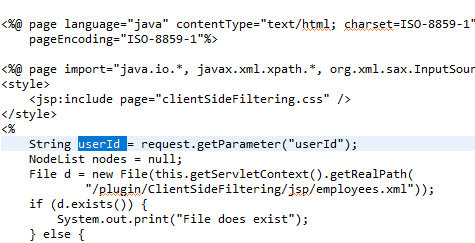 <%@ page language="java" contentType="text/html; charset=ISO-8859-1"
pageEncoding="ISO-8859-1"%>
<%@ page import="java.io.*, javax.xml.xpath.*, org.xml.sax.InputSour
<style>
<jsp:include page="clientSideFiltering.css" />
</style>
<%
String userId = request.getParameter("userId");
NodeList nodes = null;
File d = new File(this.getServletContext().getRealPath(
"/plugin/ClientSideFiltering/jsp/employees.xml"));
if (d.exists()) {
System.out.print("File does exist");
} else {